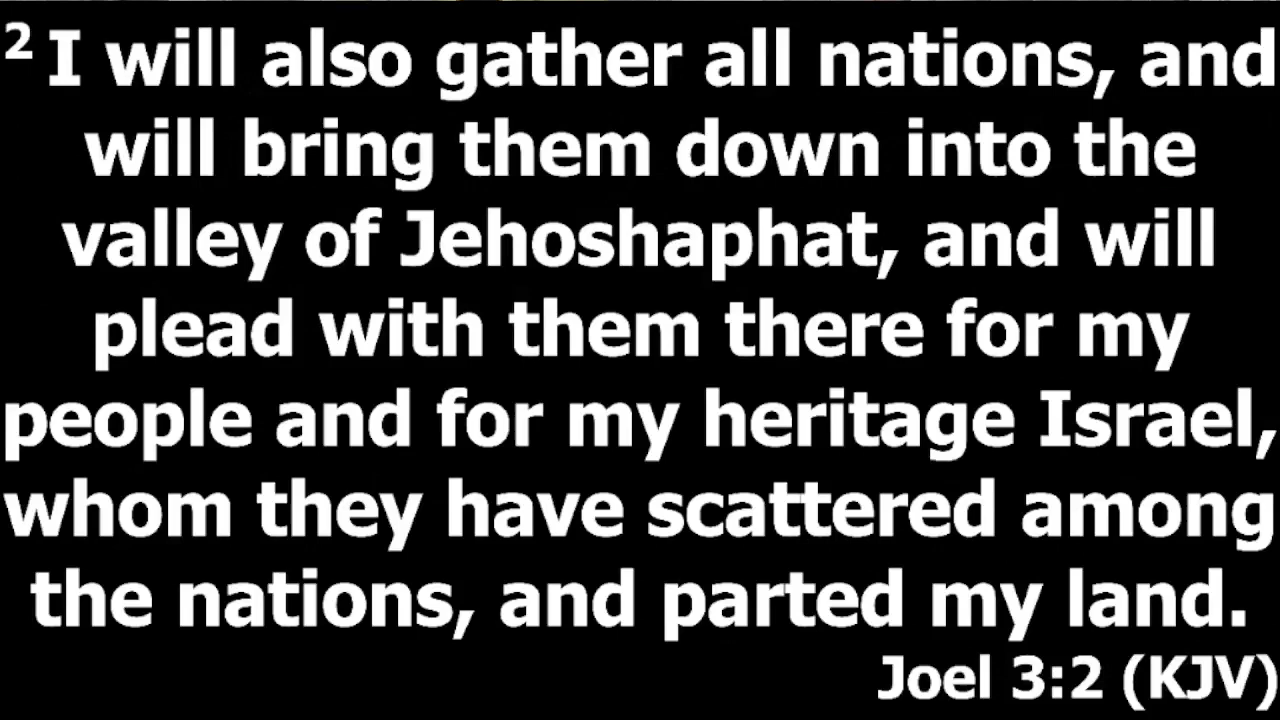 2 I will also gather all nations, and
will bring them down into the
valley of Jehoshaphat, and will
plead with them there for my
people and for my heritage Israel,
whom they have scattered among
the nations, and parted my land.
Joel 3:2 (KJV)